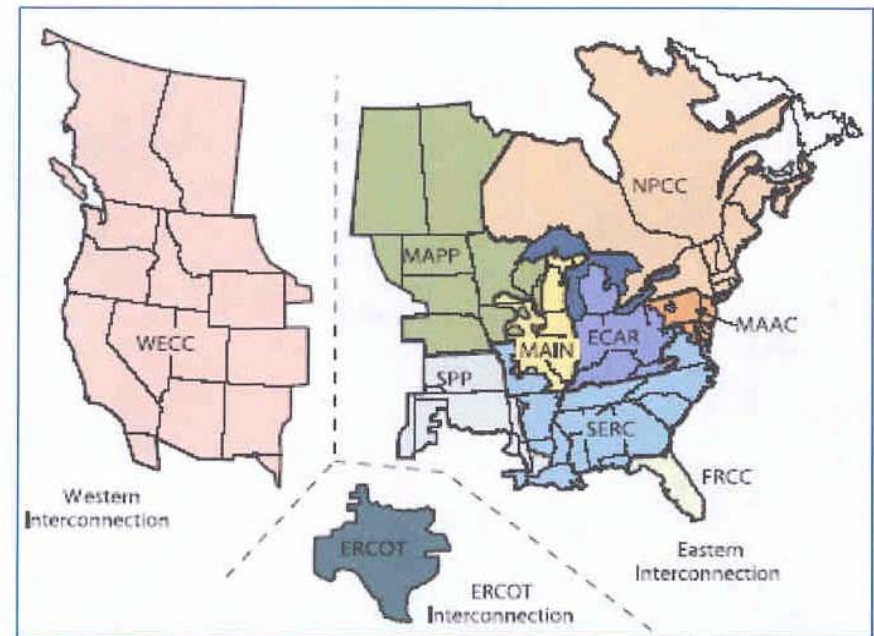 NPCC
MAPP
MAAC
ECAR
MAIN
WECC
SPP
SERC
FRCC
Western
Interconnection
ERCOT
ERCOT
Interconnection
Eastern
Interconnection